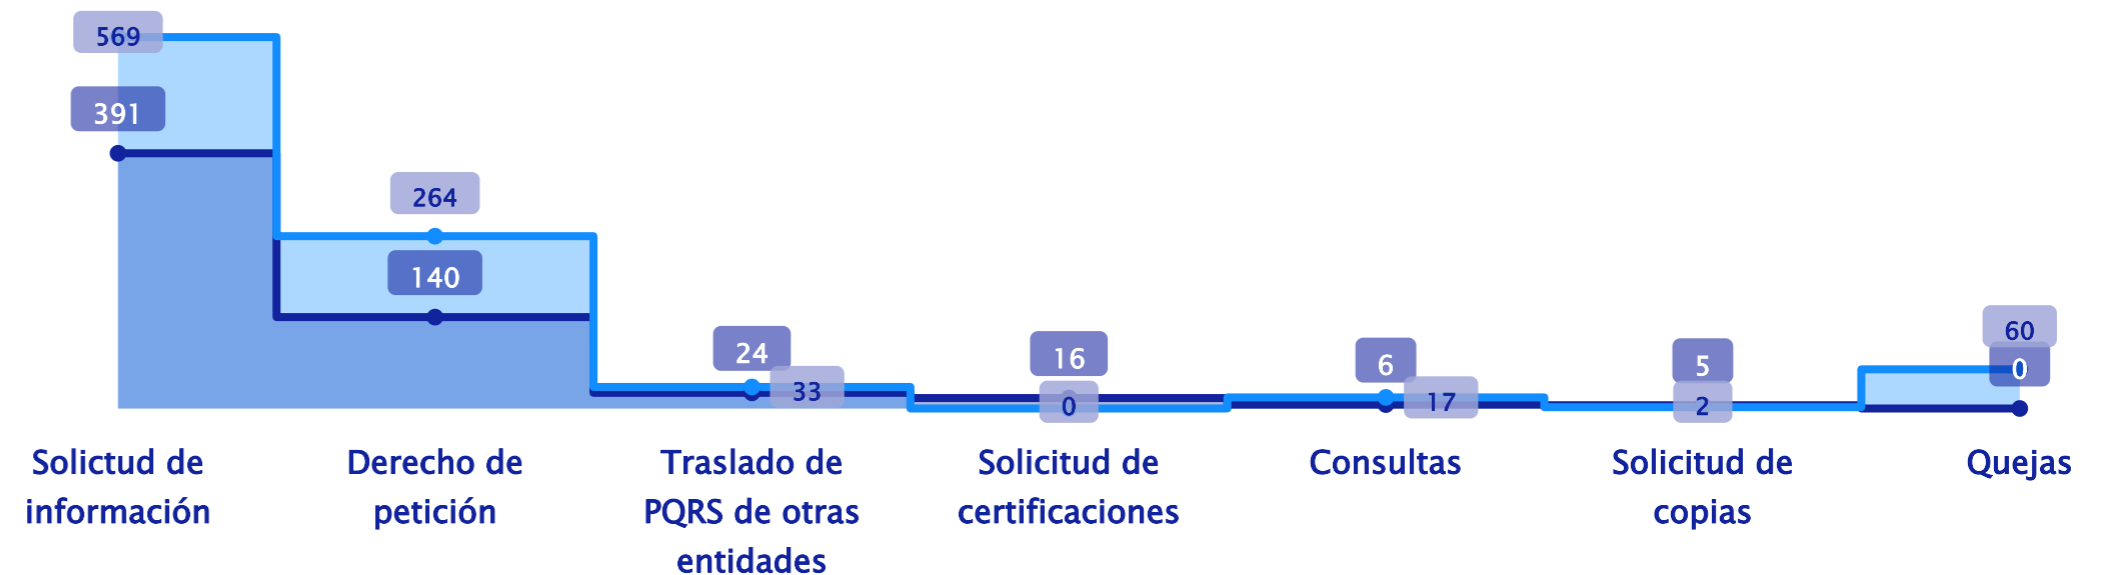 569
391
264
140
24
33
16
0
6
17
5
2
60
0
Solictud de
información
Derecho de
petición
Traslado de
PQRS de otras
entidades
Solicitud de
certificaciones
Consultas
Solicitud de
copias
Quejas